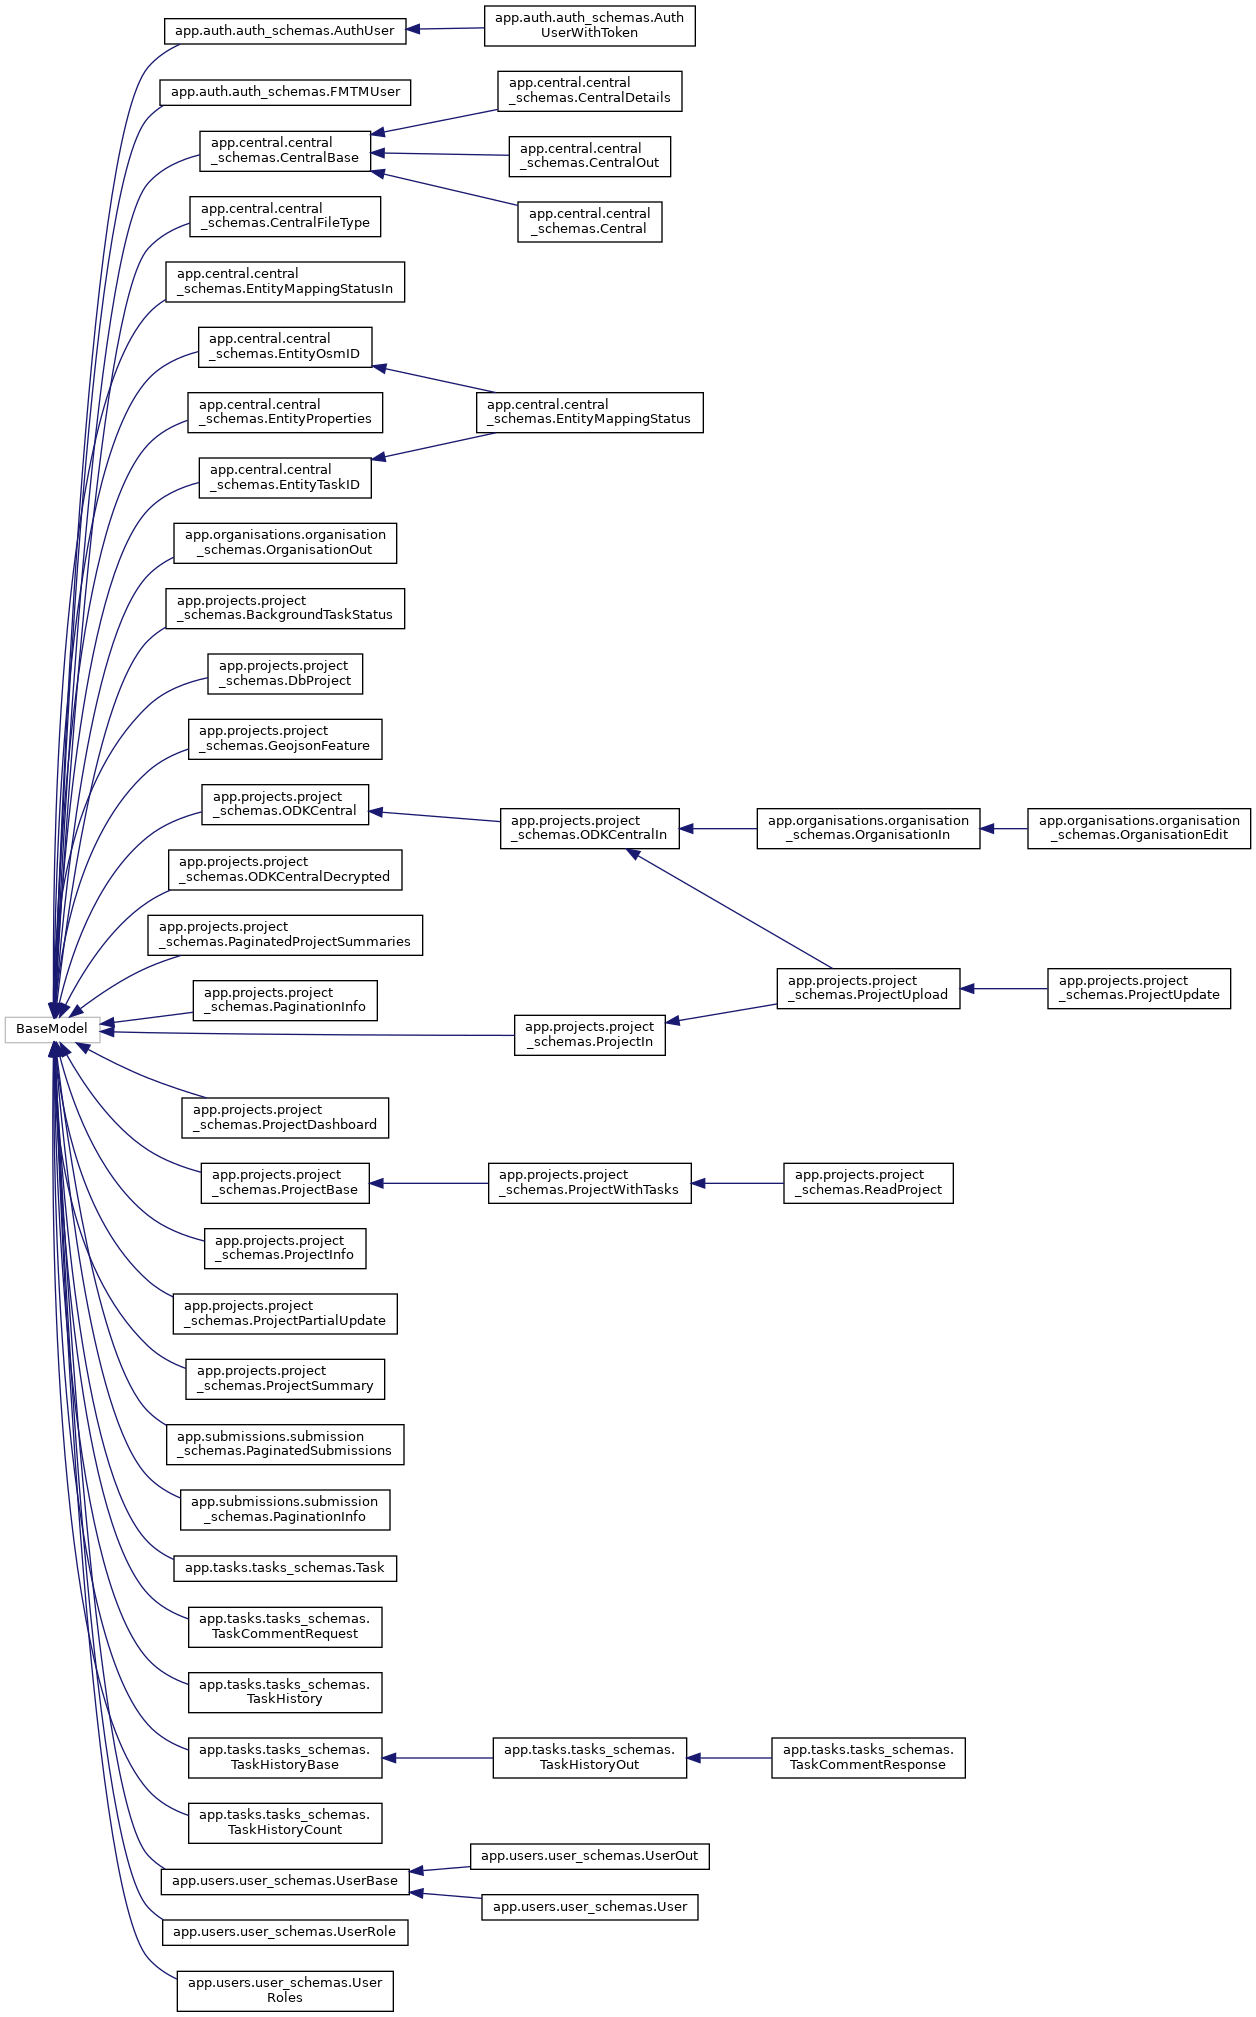 app.auth.auth_schemas.AuthUser
app.auth.auth_schemas.Auth
UserWithToken
app.auth.auth_schemas.FMTMUser
app.central.central
_schemas.CentralBase
app.central.central
_schemas.CentralDetails
app.central.central
_schemas.CentralOut
app.central.central
_schemas.Central
app.central.central
_schemas.CentralFileType
app.central.central
_schemas.EntityMappingStatusIn
app.central.central
_schemas.EntityOsmID
app.central.central
_schemas.EntityMappingStatus
app.central.central
_schemas.EntityProperties
app.central.central
_schemas.EntityTaskID
app.organisations.organisation
_schemas.OrganisationOut
app.projects.project
_schemas.BackgroundTaskStatus
app.projects.project
_schemas.DbProject
app.projects.project
_schemas.GeojsonFeature
app.projects.project
_schemas.ODKCentral
app.projects.project
_schemas.ODKCentralIn
app.organisations.organisation
_schemas.OrganisationIn
app.organisations.organisation
_schemas.OrganisationEdit
app.projects.project
_schemas.ODKCentralDecrypted
app.projects.project
_schemas.PaginatedProjectSummaries
app.projects.project
_schemas.PaginationInfo
app.projects.project
_schemas.ProjectUpload
app.projects.project
_schemas.ProjectUpdate
BaseModel
app.projects.project
_schemas.ProjectIn
app.projects.project
_schemas.ProjectDashboard
app.projects.project
_schemas.ProjectBase
app.projects.project
_schemas.ProjectWithTasks
app.projects.project
_schemas.ReadProject
app.projects.project
_schemas.ProjectInfo
app.projects.project
_schemas.ProjectPartialUpdate
app.projects.project
_schemas.ProjectSummary
app.submissions.submission
_schemas.PaginatedSubmissions
app.submissions.submission
_schemas.PaginationInfo
app.tasks.tasks_schemas.Task
app.tasks.tasks_schemas.
TaskCommentRequest
app.tasks.tasks_schemas.
TaskHistory
app.tasks.tasks_schemas.
TaskHistoryBase
app.tasks.tasks_schemas.
TaskHistoryOut
app.tasks.tasks_schemas.
TaskCommentResponse
app.tasks.tasks_schemas.
TaskHistoryCount
app.users.user_schemas.UserBase
app.users.user_schemas.UserOut
app.users.user_schemas.User
app.users.user_schemas.UserRole
app.users.user_schemas.User
Roles